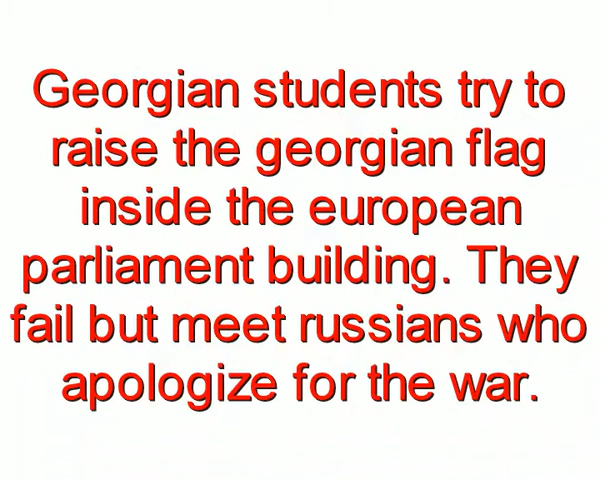 Georgian students try to
raise the georgian flag
inside the european
parliament building. They
fail but meet russians who
apologize for the war.